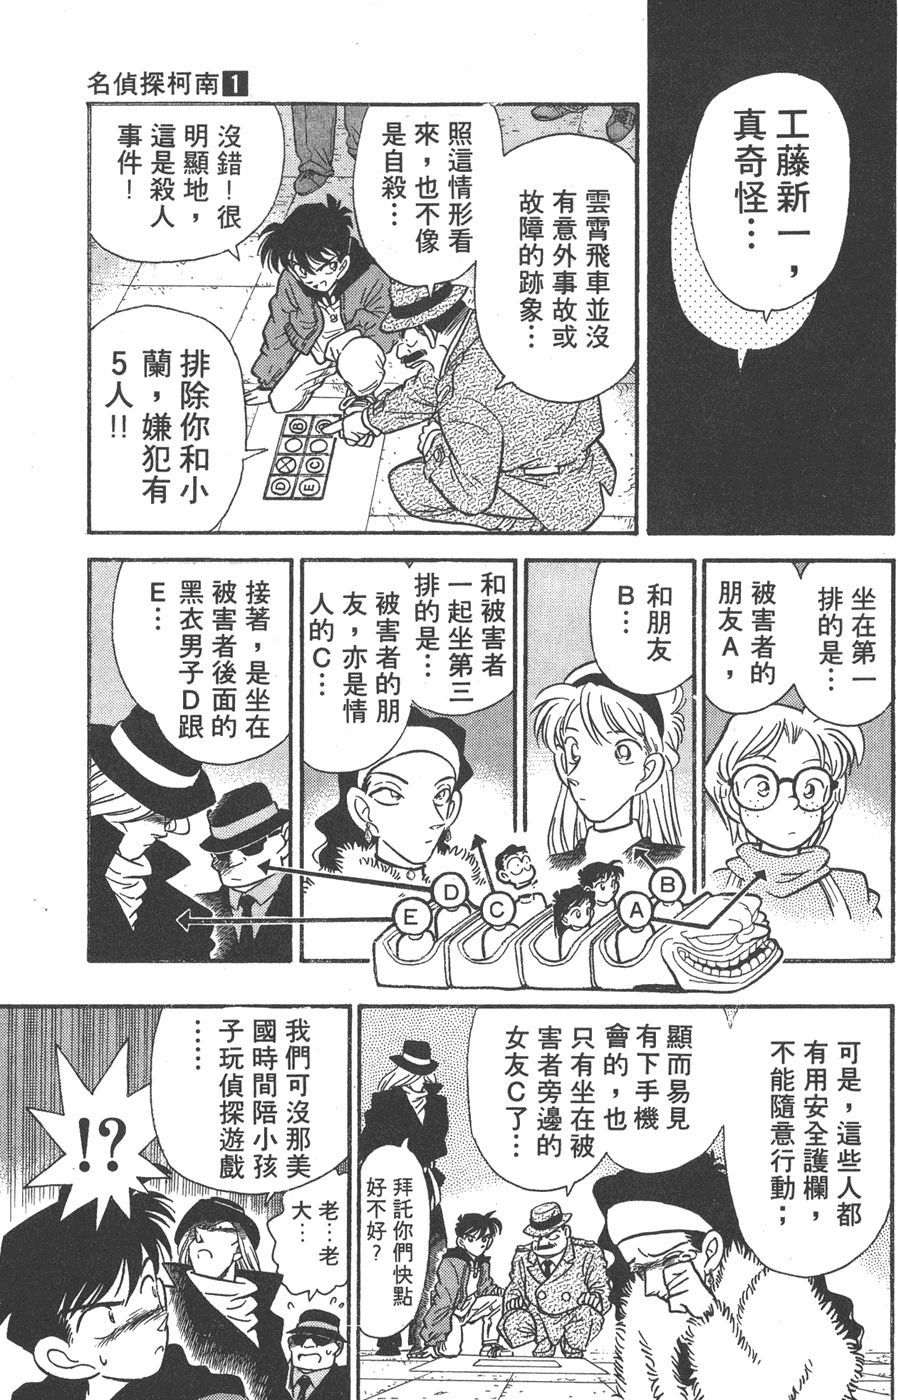 名偵探柯南1
工藤新一，
真奇怪…
雲霄飛車並沒
有意外事故或
故障的跡象…
照這情形看
來，也不像
是自殺…
沒錯！很
明顯地，
這是殺人
事件！
排除你和小
蘭，嫌犯有
5人!!
B
C
D
E
坐在第一
排的是…
被害者的
朋友A，
和朋友
B…
和被害者
一起坐第三
排的是…
被害者的朋
友，亦是情
人的C…
接著，是坐在
被害者後面的
黑衣男子D跟
E…
E
D
C
A
B
可是，這些人都
有用安全護欄，
不能隨意行動；
顯而易見
有下手機
會的，也
只有坐在被
害者旁邊的
女友C了…
拜託你們快點
好不好？
我們可沒那美
國時間陪小孩
子玩偵探遊戲
……
老…老
大…
!?